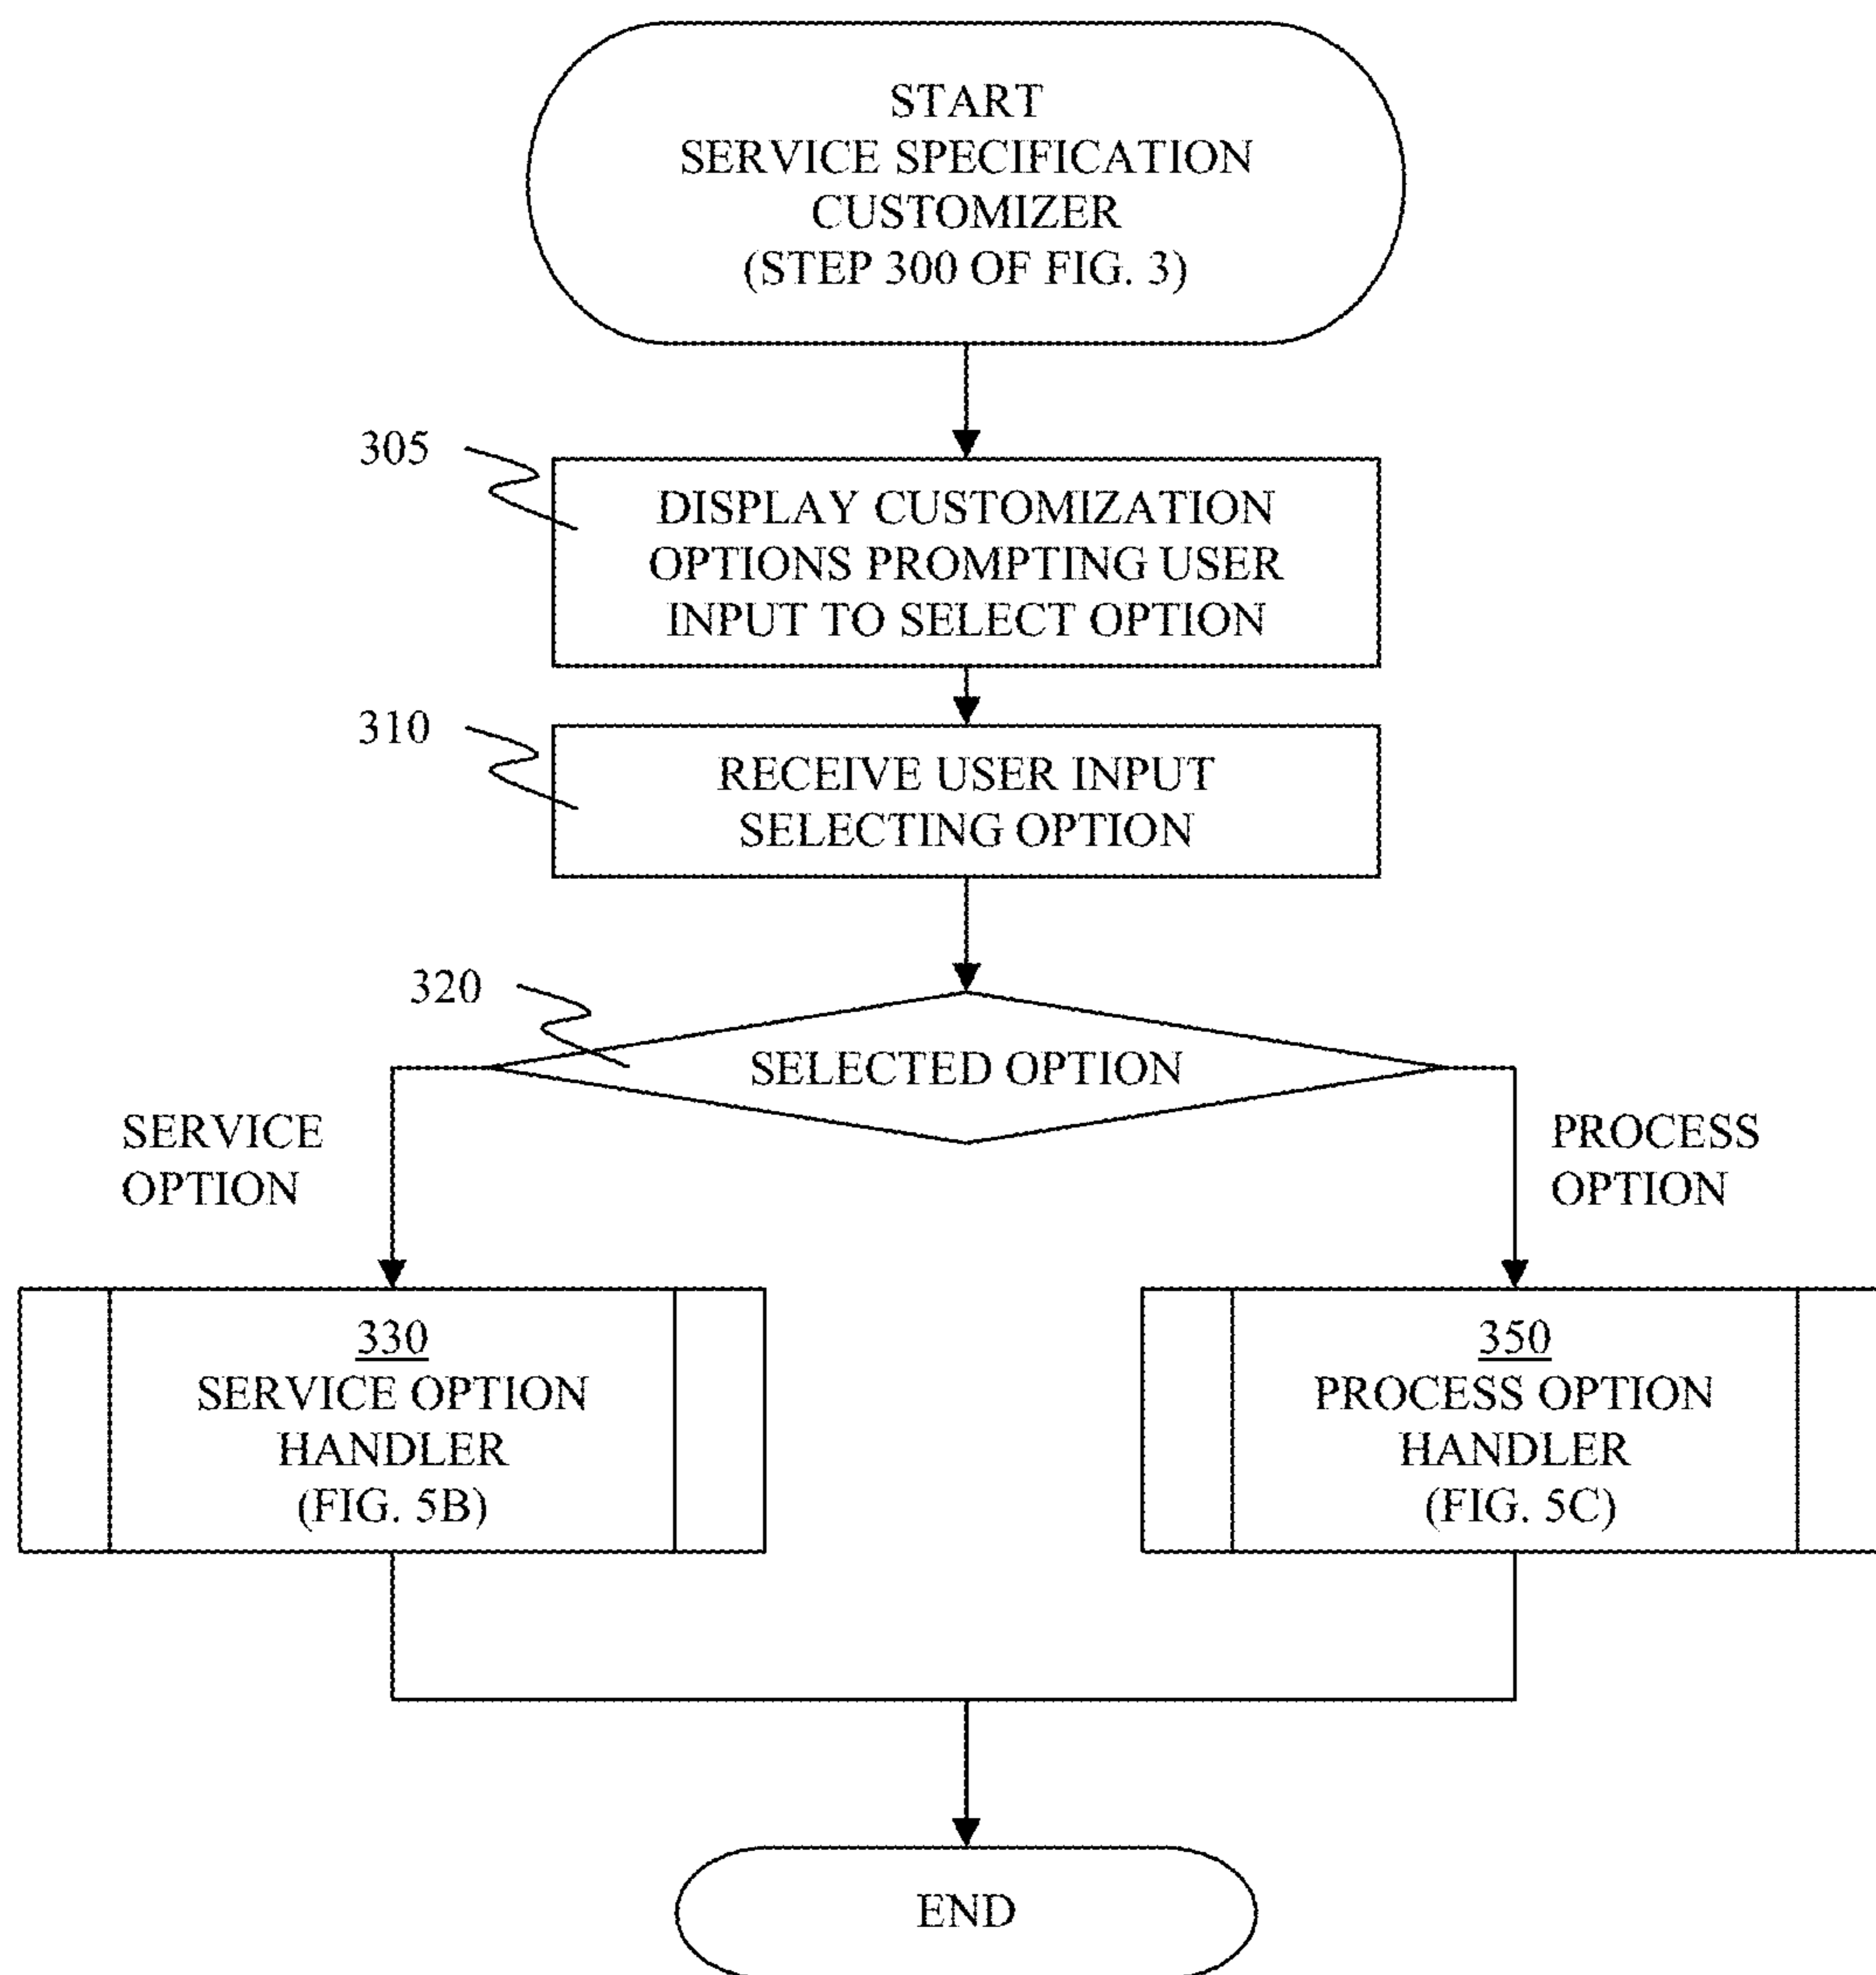 START
SERVICE SPECIFICATION
CUSTOMIZER
(STEP 300 OF FIG. 3)
305
DISPLAY CUSTOMIZATION
OPTIONS PROMPTING USER
INPUT TO SELECT OPTION
310
RECEIVE USER INPUT
SELECTING OPTION
320
SELECTED OPTION
SERVICE
OPTION
PROCESS
OPTION
330
SERVICE OPTION
HANDLER
(FIG. 5B)
350
PROCESS OPTION
HANDLER
(FIG. 5C)
END